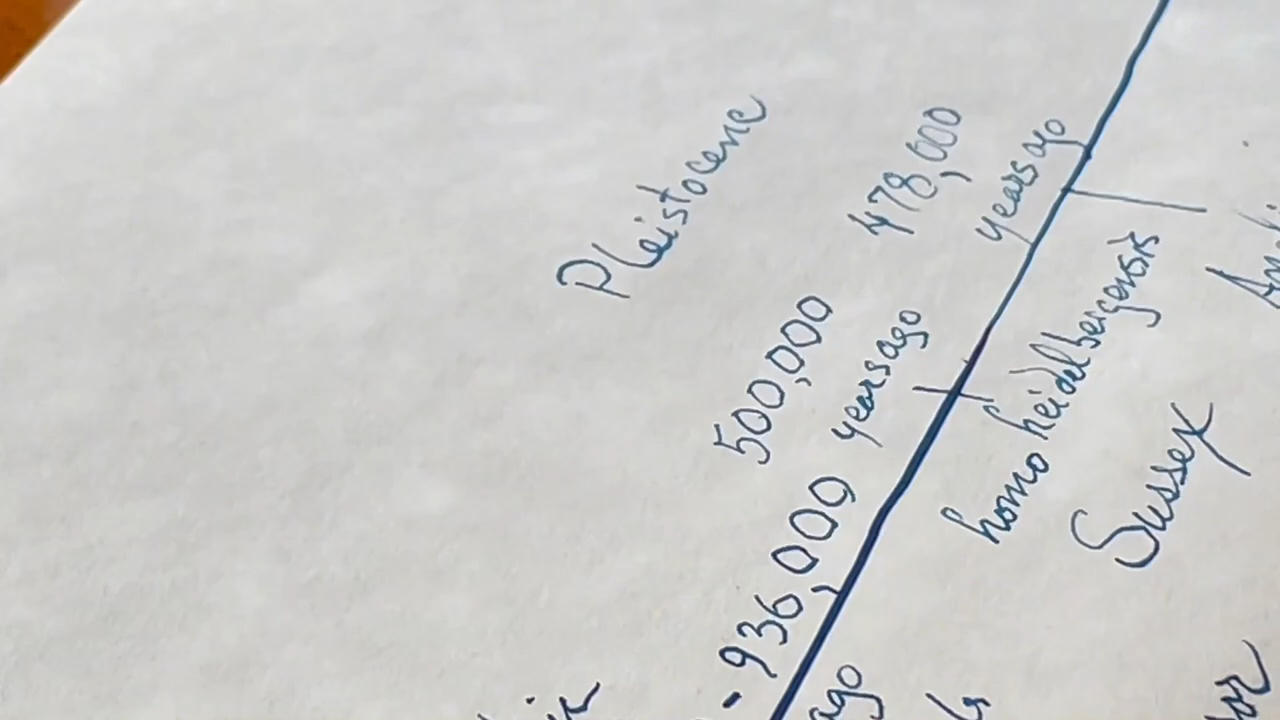 Pleistocene
478,000
years ago
500,000
years ago
936,000
ago
homo heidelbergensis
Sussex